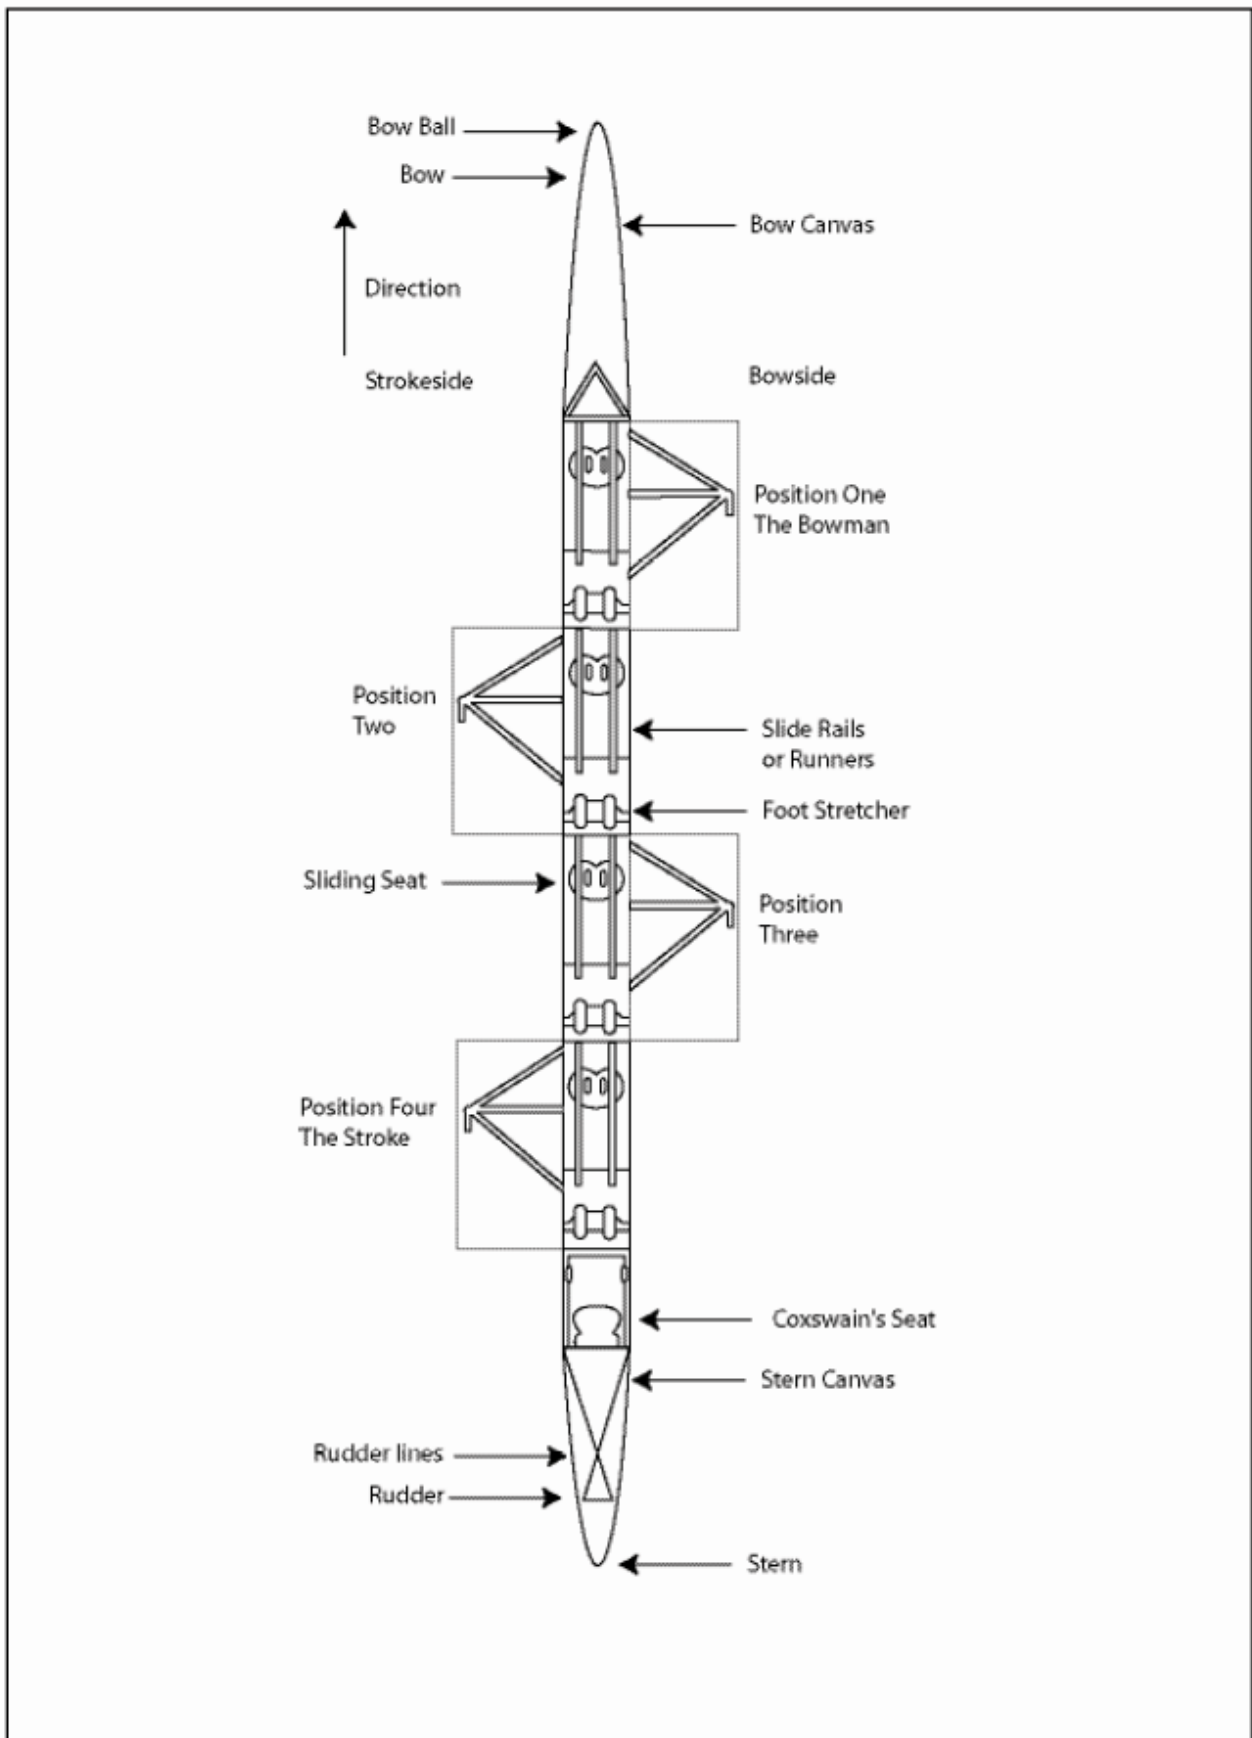 Bow Ball
Bow
Bow Canvas
Direction
Strokeside
Bowside
Position One
The Bowman
Position
Two
Slide Rails
or Runners
Foot Stretcher
Sliding Seat
Position
Three
Position Four
The Stroke
Coxswain's Seat
Stern Canvas
Rudder lines
Rudder
Stern